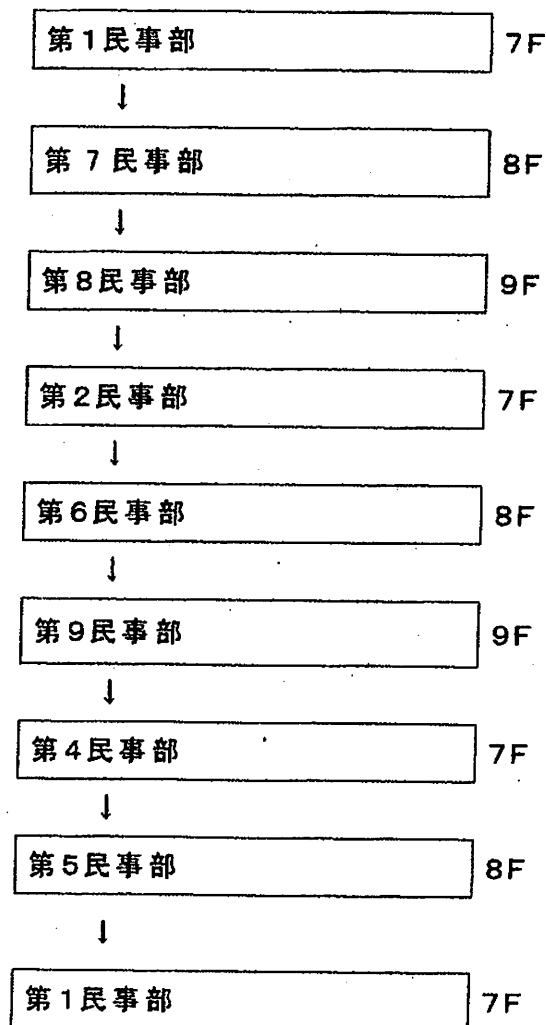 第1民事部 7F
↓
第7民事部 8F
↓
第8民事部 9F
↓
第2民事部 7F
↓
第6民事部 8F
↓
第9民事部 9F
↓
第4民事部 7F
↓
第5民事部 8F
↓
第1民事部 7F